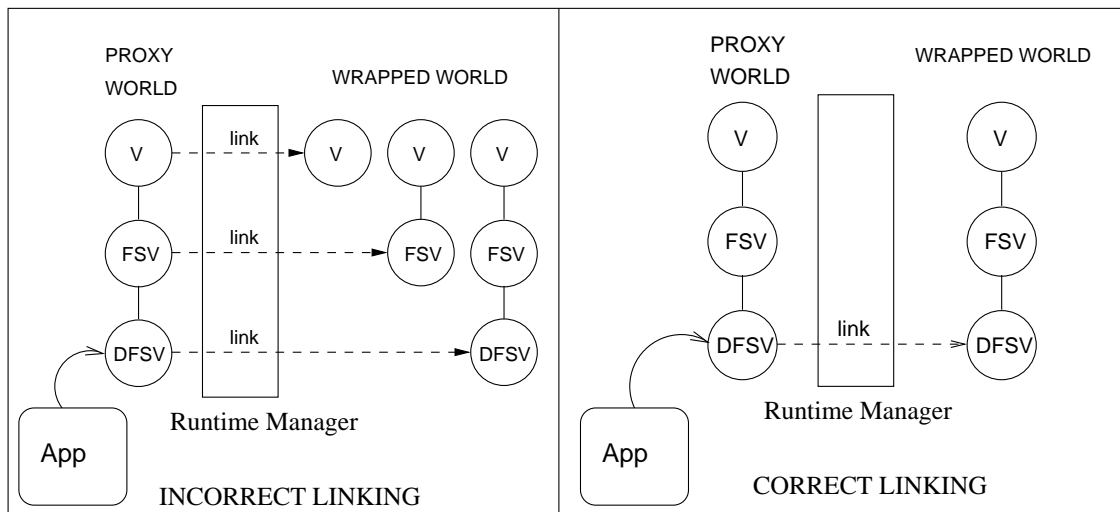 PROXY
WORLD
WRAPPED WORLD
V
link
V
V
V
FSV
link
FSV
FSV
DFSV
link
DFSV
Runtime Manager
App
INCORRECT LINKING
PROXY
WORLD
WRAPPED WORLD
V
V
FSV
FSV
DFSV
link
DFSV
Runtime Manager
App
CORRECT LINKING